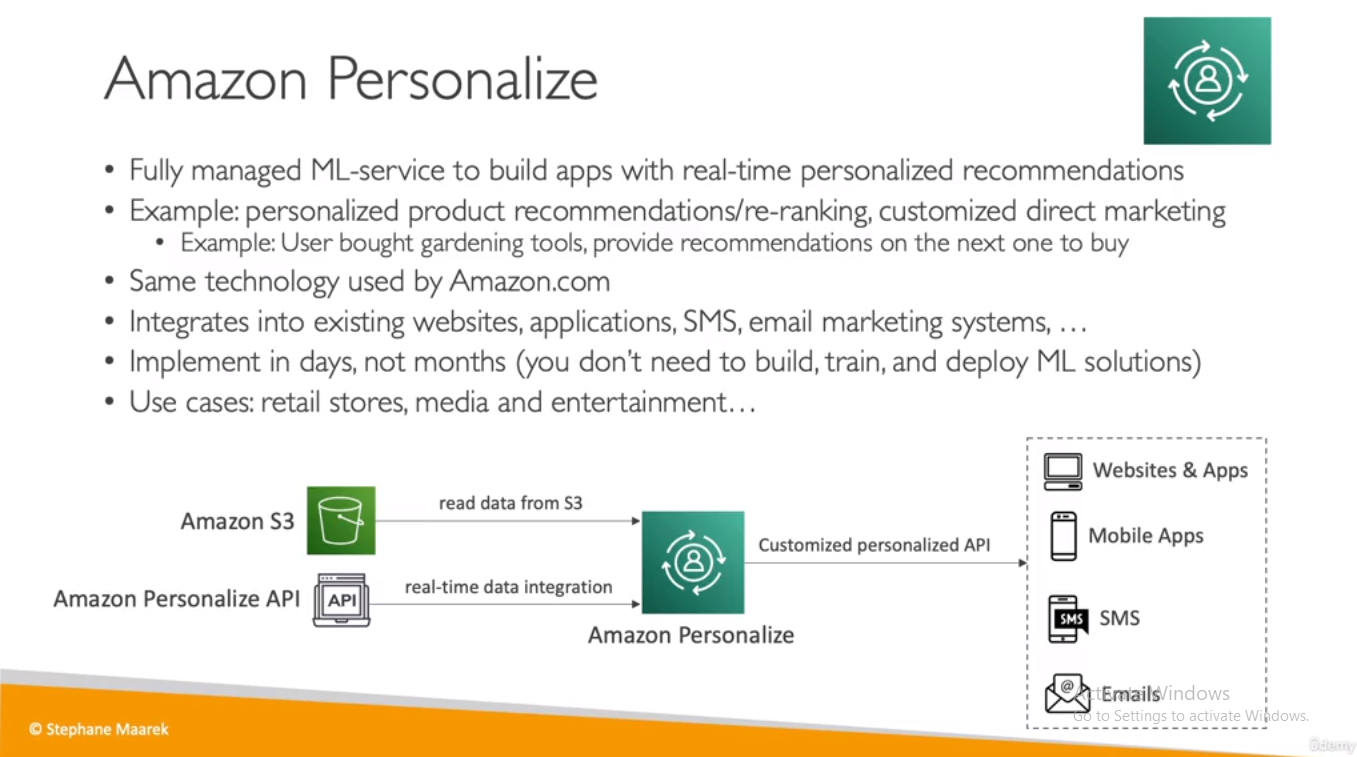 Amazon Personalize
• Fully managed ML-service to build apps with real-time personalized recommendations
• Example: personalized product recommendations/re-ranking, customized direct marketing
• Example: User bought gardening tools, provide recommendations on the next one to buy
• Same technology used by Amazon.com
• Integrates into existing websites, applications, SMS, email marketing systems, …
• Implement in days, not months (you don't need to build, train, and deploy ML solutions)
• Use cases: retail stores, media and entertainment…
Amazon S3
read data from S3
Amazon Personalize API
API
real-time data integration
Amazon Personalize
Customized personalized API
Websites & Apps
Mobile Apps
SMS
SMS
@
Emails
Activate Windows
Go to Settings to activate Windows.
© Stephane Maarek
ûdemy